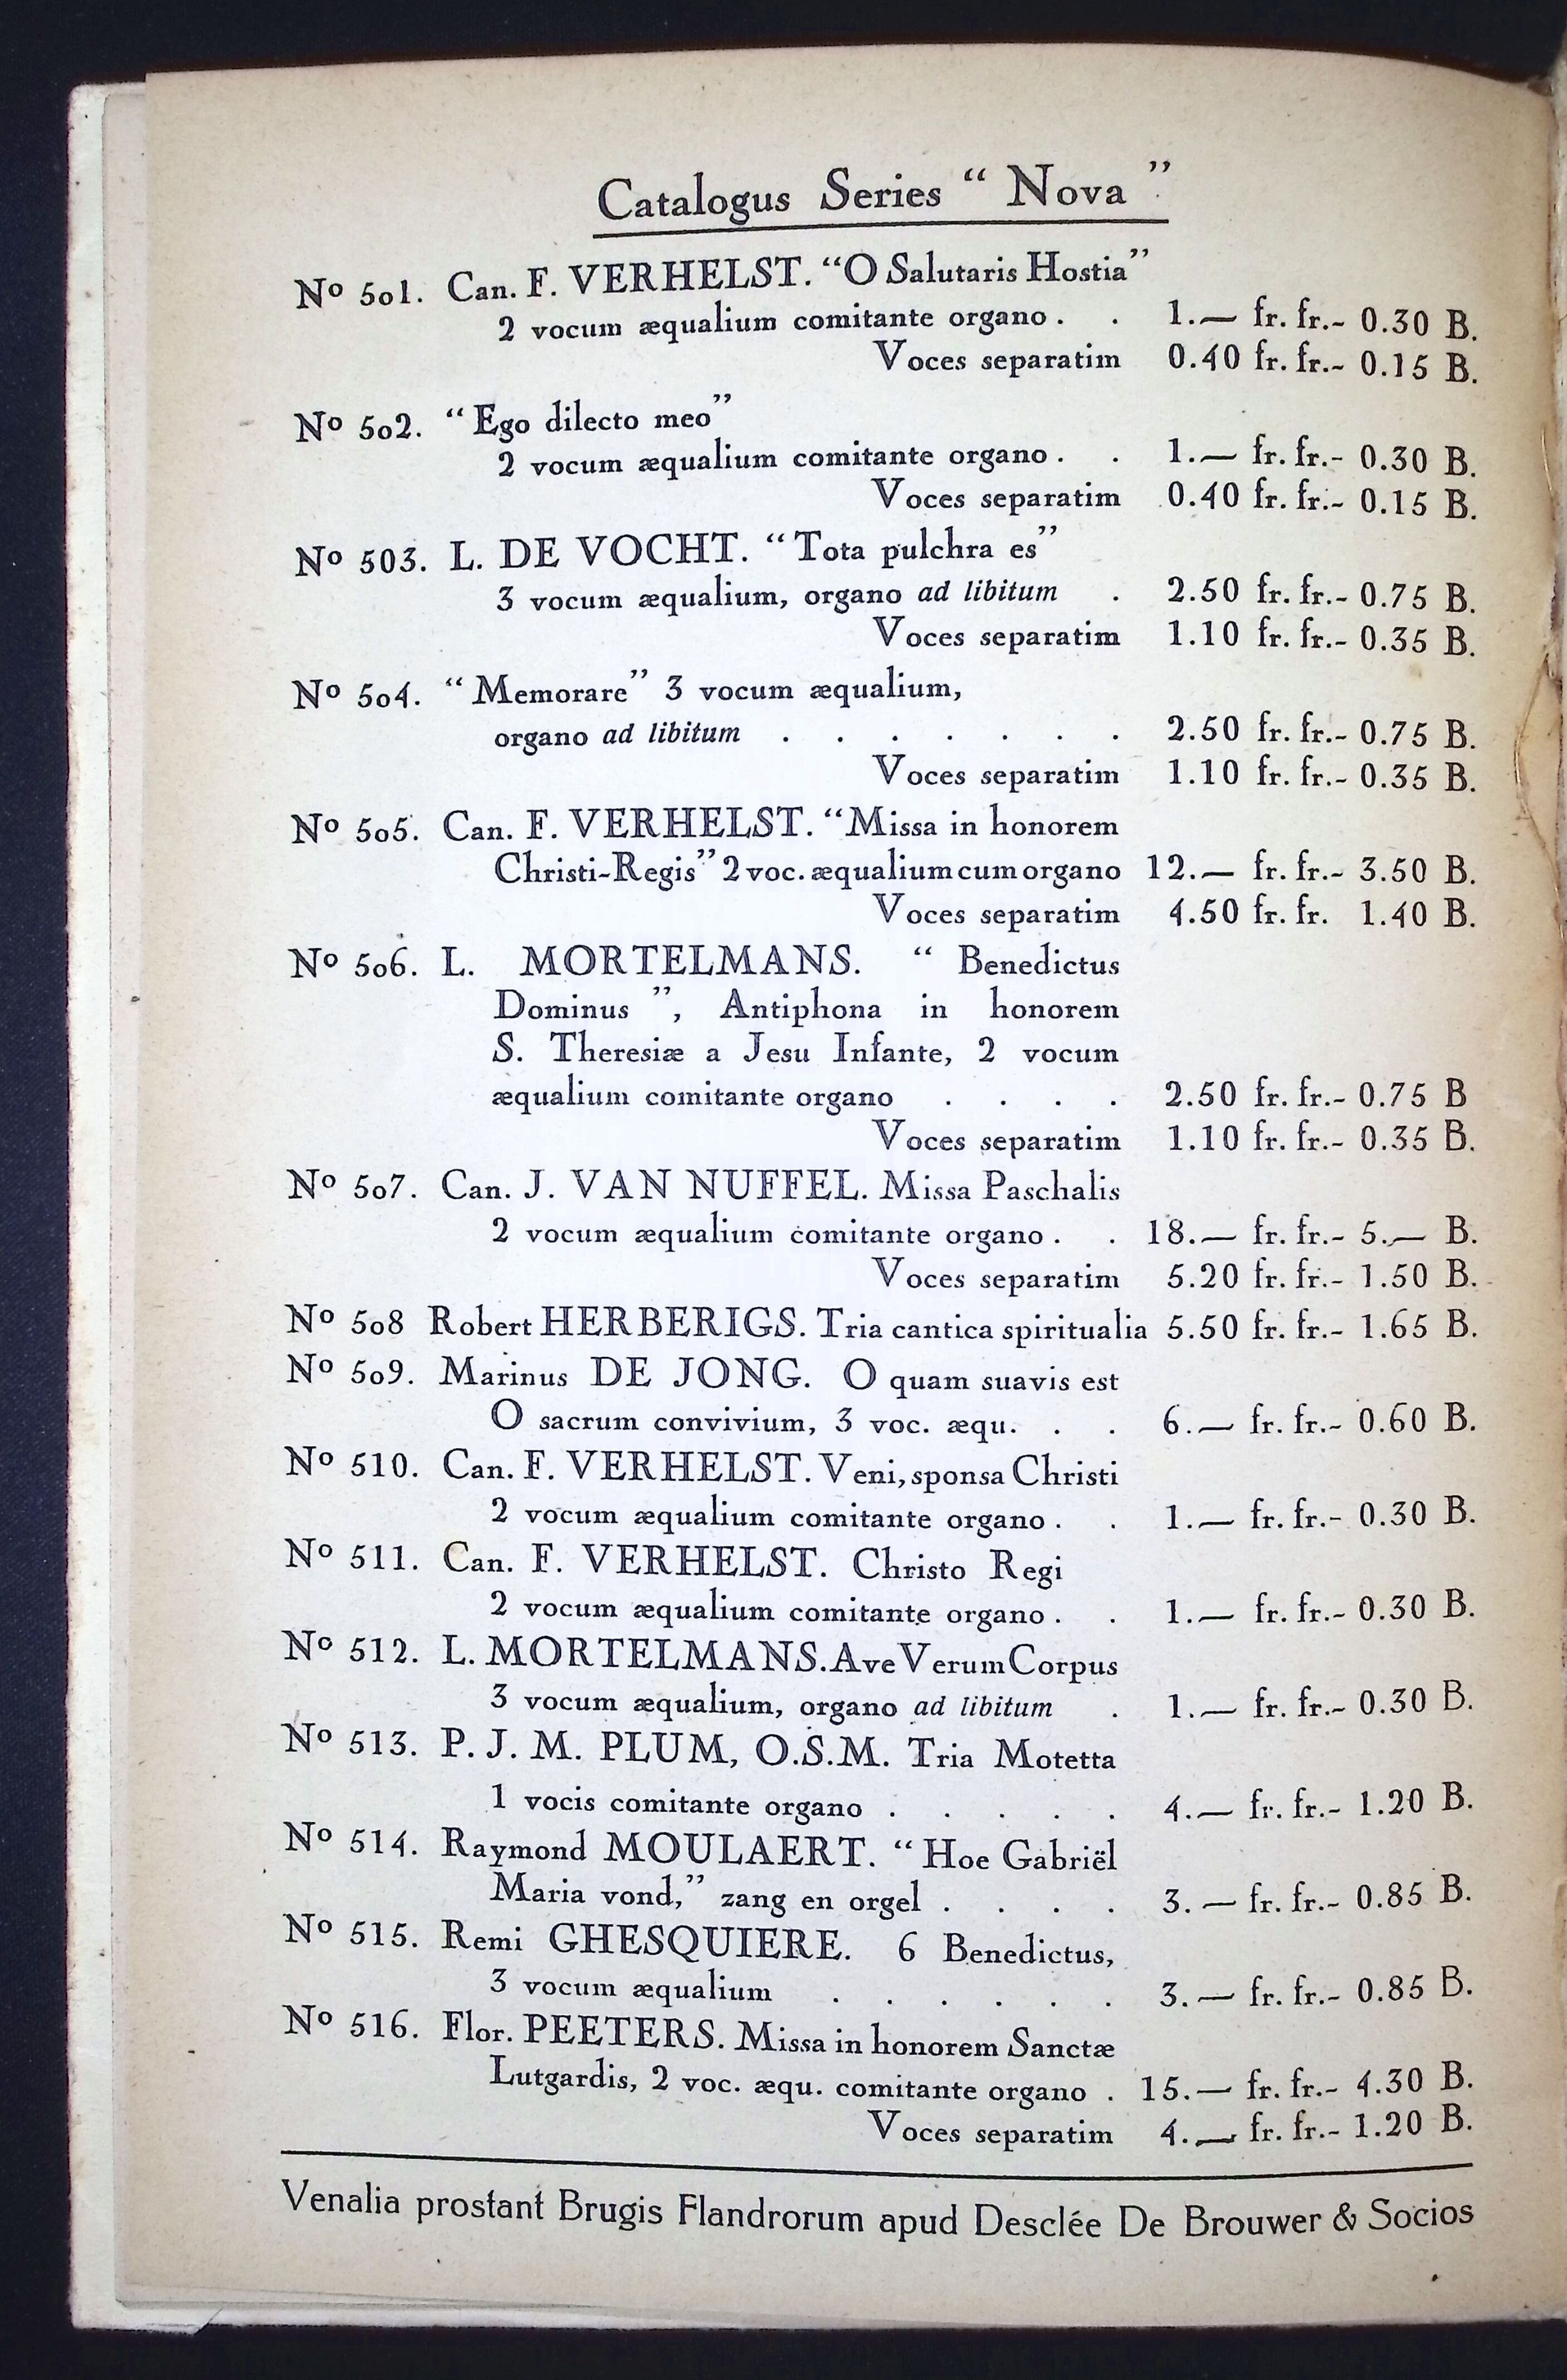 Catalogus Series “ Nova ”
Nº 501. Can. F. VERHELST. “O Salutaris Hostia”
2 vocum æqualium comitante organo . . 1.— fr. fr.- 0.30 B.
Voces separatim 0.40 fr. fr.- 0.15 B.
Nº 502. “ Ego dilecto meo”
2 vocum æqualium comitante organo . . 1.— fr. fr.- 0.30 B.
Voces separatim 0.40 fr. fr.- 0.15 B.
Nº 503. L. DE VOCHT. “ Tota pulchra es”
3 vocum æqualium, organo ad libitum . 2.50 fr. fr.- 0.75 B.
Voces separatim 1.10 fr. fr.- 0.35 B.
Nº 504. “ Memorare” 3 vocum æqualium,
organo ad libitum . . . . . . . 2.50 fr. fr.- 0.75 B.
Voces separatim 1.10 fr. fr.- 0.35 B.
Nº 505. Can. F. VERHELST. “Missa in honorem
Christi-Regis” 2 voc. æqualium cum organo 12.— fr. fr.- 3.50 B.
Voces separatim 4.50 fr. fr. 1.40 B.
Nº 506. L. MORTELMANS. “ Benedictus
Dominus ”, Antiphona in honorem
S. Theresiæ a Jesu Infante, 2 vocum
æqualium comitante organo . . . . 2.50 fr. fr.- 0.75 B
Voces separatim 1.10 fr. fr.- 0.35 B.
Nº 507. Can. J. VAN NUFFEL. Missa Paschalis
2 vocum æqualium comitante organo . . 18.— fr. fr.- 5.— B.
Voces separatim 5.20 fr. fr.- 1.50 B.
Nº 508 Robert HERBERIGS. Tria cantica spiritualia 5.50 fr. fr.- 1.65 B.
Nº 509. Marinus DE JONG. O quam suavis est
O sacrum convivium, 3 voc. æqu. . . 6.— fr. fr.- 0.60 B.
Nº 510. Can. F. VERHELST. Veni, sponsa Christi
2 vocum æqualium comitante organo . . 1.— fr. fr.- 0.30 B.
Nº 511. Can. F. VERHELST. Christo Regi
2 vocum æqualium comitante organo . . 1.— fr. fr.- 0.30 B.
Nº 512. L. MORTELMANS. Ave Verum Corpus
3 vocum æqualium, organo ad libitum . 1.— fr. fr.- 0.30 B.
Nº 513. P. J. M. PLUM, O.S.M. Tria Motetta
1 vocis comitante organo . . . . . 4.— fr. fr.- 1.20 B.
Nº 514. Raymond MOULAERT. “ Hoe Gabriël
Maria vond,” zang en orgel . . . . 3.— fr. fr.- 0.85 B.
Nº 515. Remi GHESQUIERE. 6 Benedictus,
3 vocum æqualium . . . . . . 3.— fr. fr.- 0.85 B.
Nº 516. Flor. PEETERS. Missa in honorem Sanctæ
Lutgardis, 2 voc. æqu. comitante organo . 15.— fr. fr.- 4.30 B.
Voces separatim 4.— fr. fr.- 1.20 B.
Venalia prostant Brugis Flandrorum apud Desclée De Brouwer & Socios